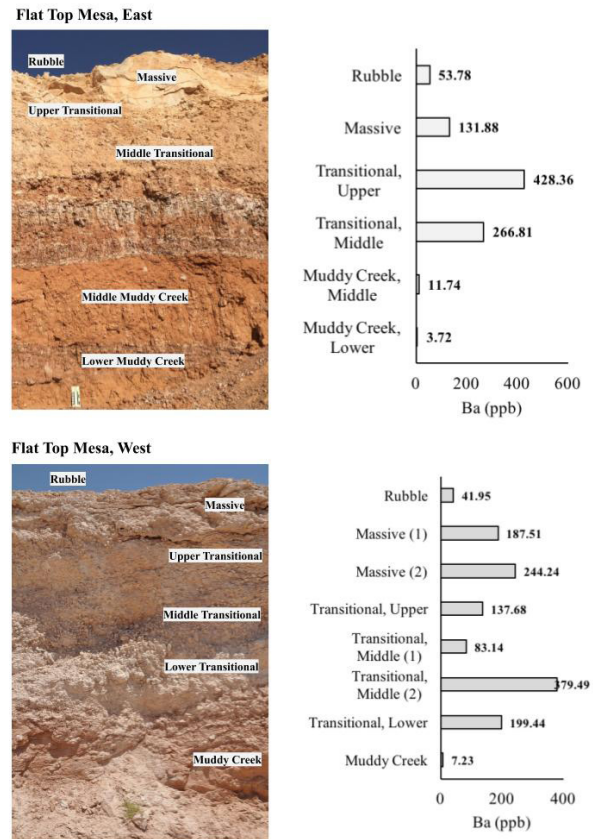 Flat Top Mesa, East
Rubble
Massive
Upper Transitional
Middle Transitional
Middle Muddy Creek
Lower Muddy Creek
Rubble
53.78
Massive
131.88
Transitional,
Upper
428.36
Transitional,
Middle
266.81
Muddy Creek,
Middle
11.74
Muddy Creek,
Lower
3.72
0
200
400
600
Ba (ppb)
Flat Top Mesa, West
Rubble
Massive
Upper Transitional
Middle Transitional
Lower Transitional
Muddy Creek
Rubble
41.95
Massive (1)
187.51
Massive (2)
244.24
Transitional, Upper
137.68
Transitional,
Middle (1)
83.14
Transitional,
Middle (2)
379.49
Transitional, Lower
199.44
Muddy Creek
7.23
0
200
400
Ba (ppb)